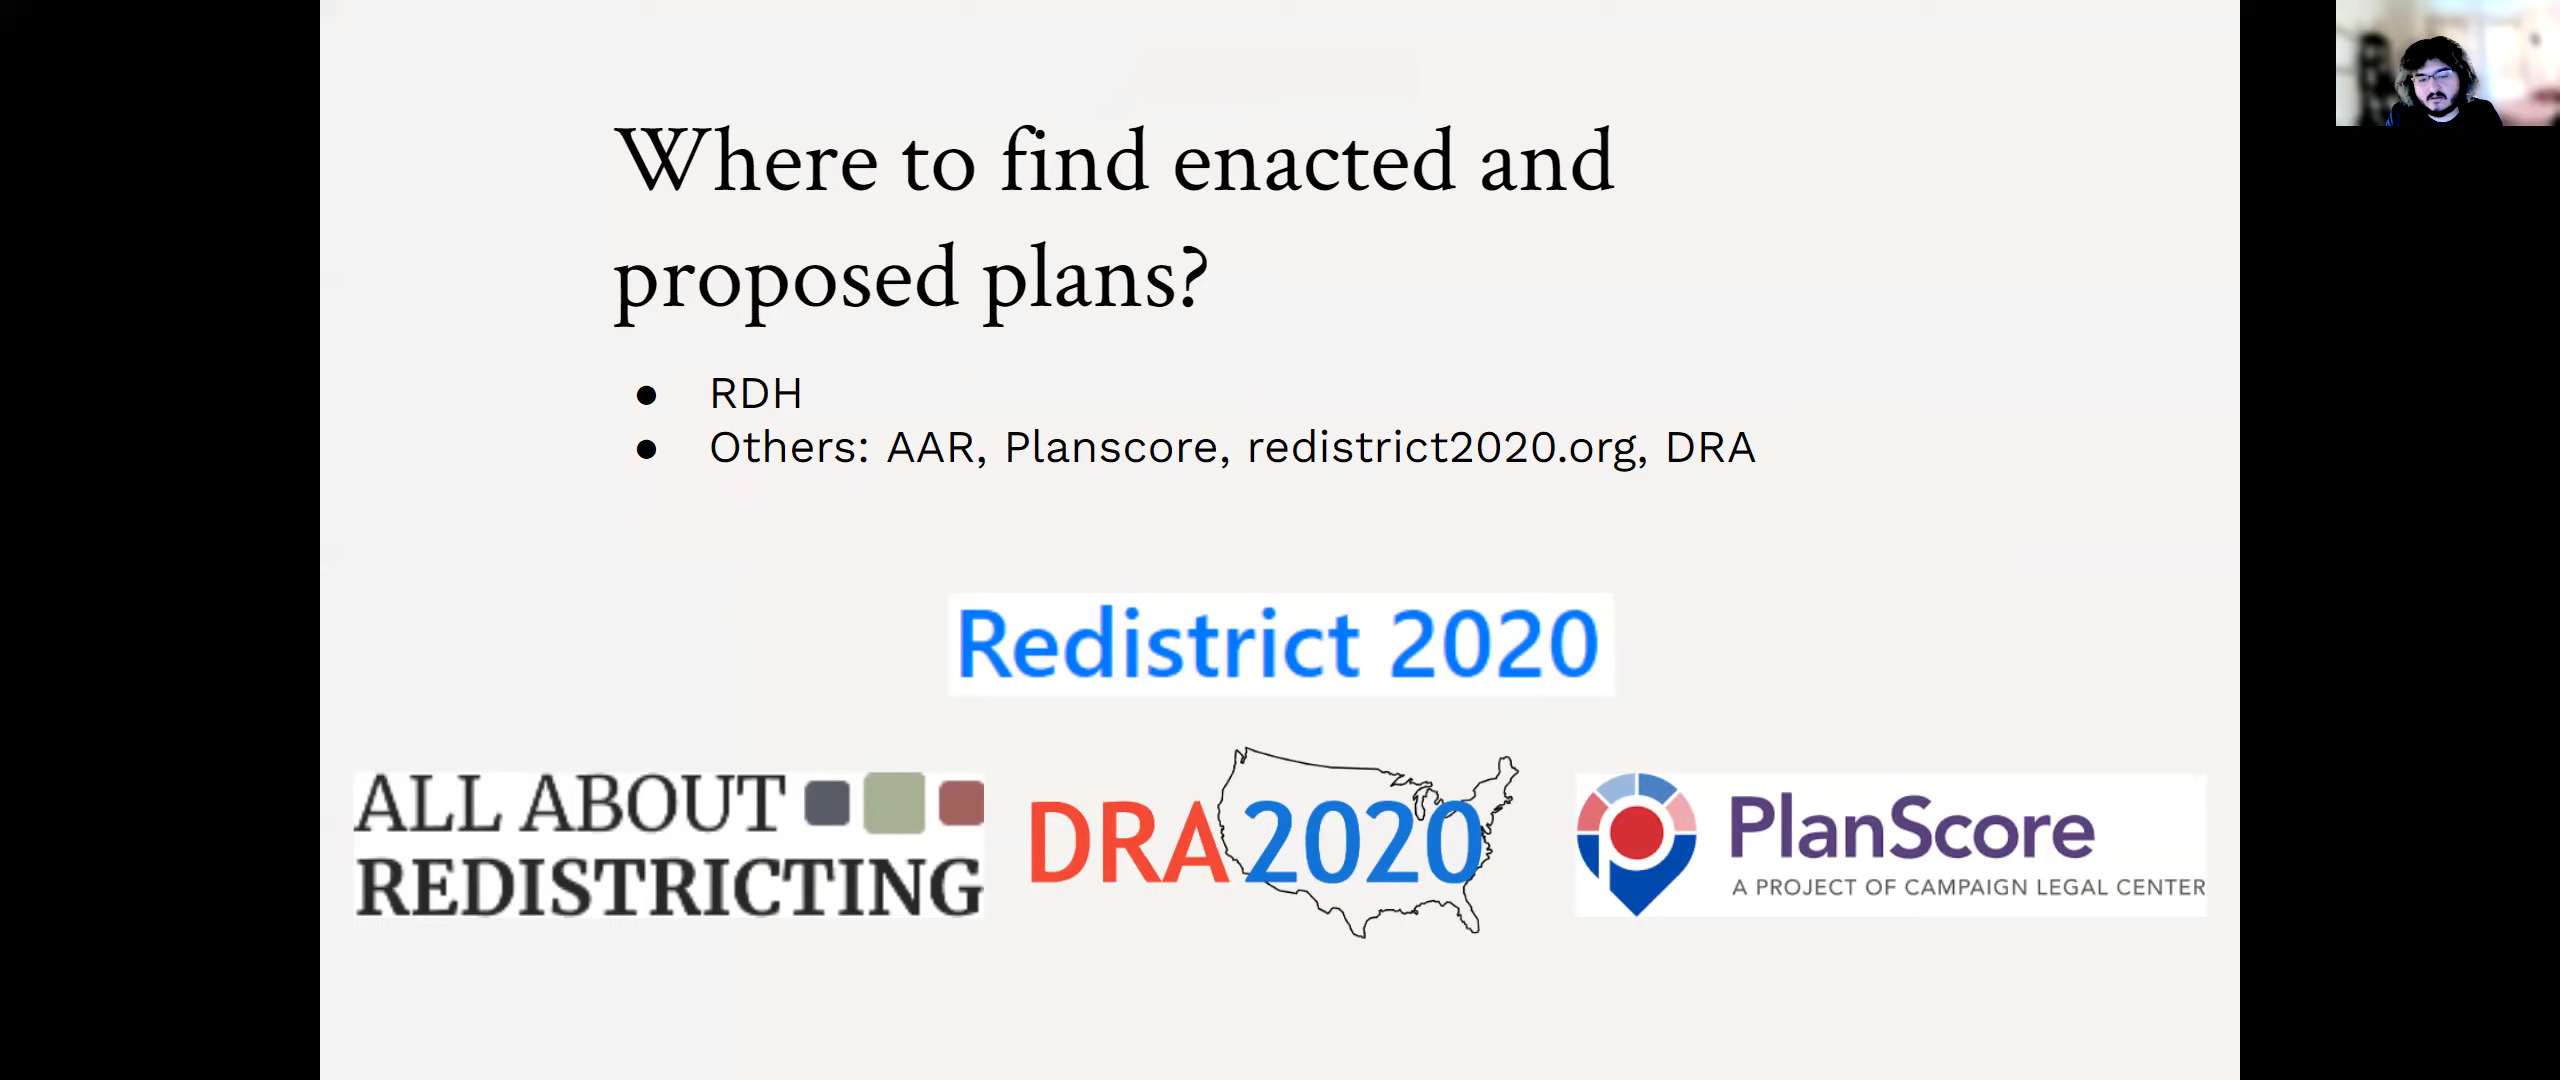 Where to find enacted and
proposed plans?
● RDH
● Others: AAR, Planscore, redistrict2020.org, DRA
Redistrict 2020
ALL ABOUT
REDISTRICTING
DRA 2020
PlanScore
A PROJECT OF CAMPAIGN LEGAL CENTER